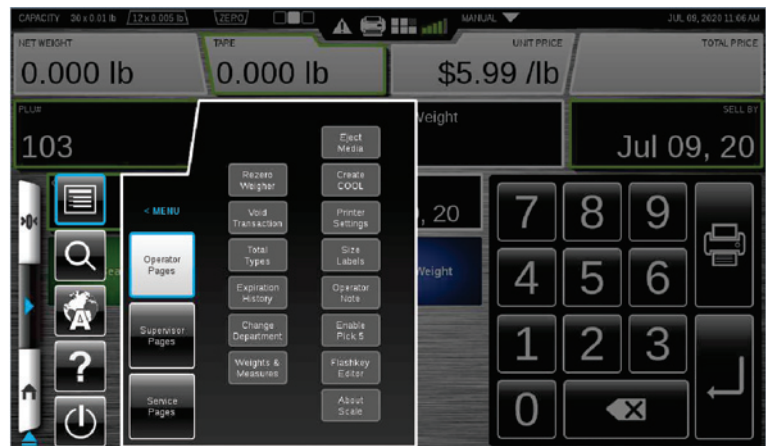 CAPACITY 30 x 0.01 lb 12 x 0.005 lb ZERO MANUAL JUL 09, 2020 11:06 AM
NET WEIGHT TARE UNIT PRICE TOTAL PRICE
0.000 lb 0.000 lb $5.99 /lb
PLU# Weight SELL BY
103 Jul 09, 20
, 20
Weight
>0<
< MENU
Operator
Pages
Supervisor
Pages
Service
Pages
Rezero
Weigher
Void
Transaction
Total
Types
Expiration
History
Change
Department
Weights &
Measures
Eject
Media
Create
COOL
Printer
Settings
Size
Labels
Operator
Note
Enable
Pick 5
Flashkey
Editor
About
Scale
A
?
7 8 9
4 5 6
1 2 3
0